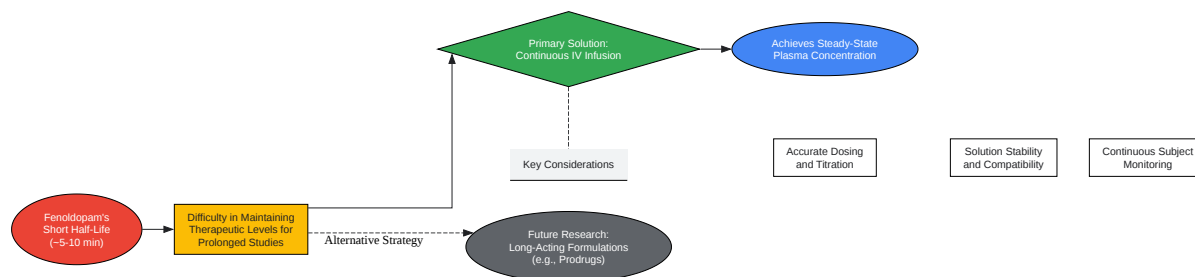 Primary Solution:
Continuous IV Infusion
Achieves Steady-State
Plasma Concentration
Key Considerations
Accurate Dosing
and Titration
Solution Stability
and Compatibility
Continuous Subject
Monitoring
Fenoldopam's
Short Half-Life
(~5-10 min)
Difficulty in Maintaining
Therapeutic Levels for
Prolonged Studies
Alternative Strategy
Future Research:
Long-Acting Formulations
(e.g., Prodrugs)